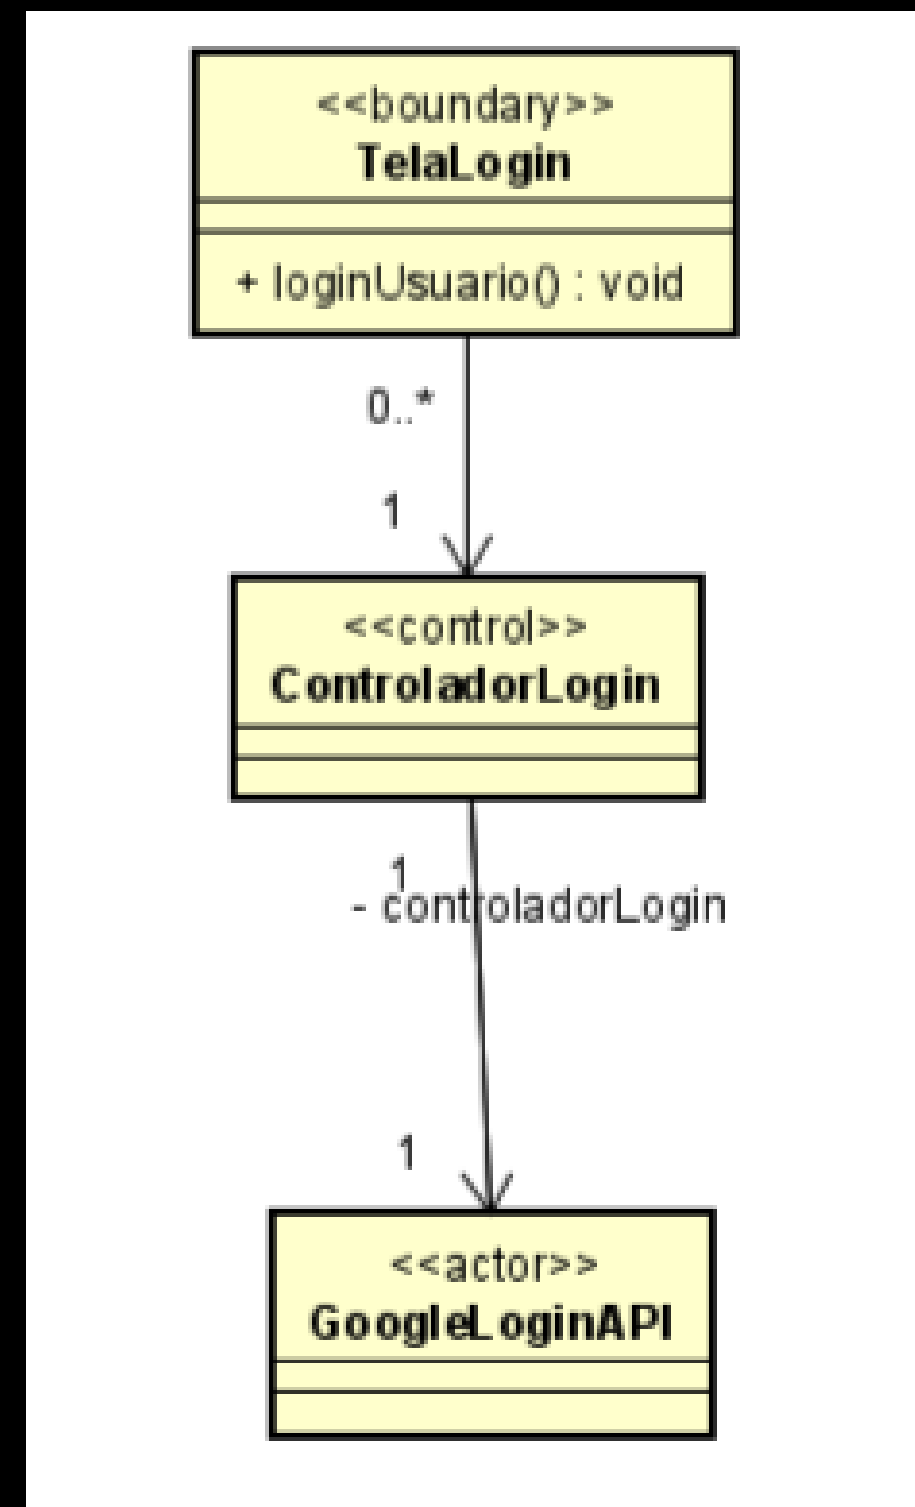 <<boundary>>
TelaLogin
+ loginUsuario() : void
0..*
1
<<control>>
ControladorLogin
1
- controladorLogin
1
<<actor>>
GoogleLoginAPI